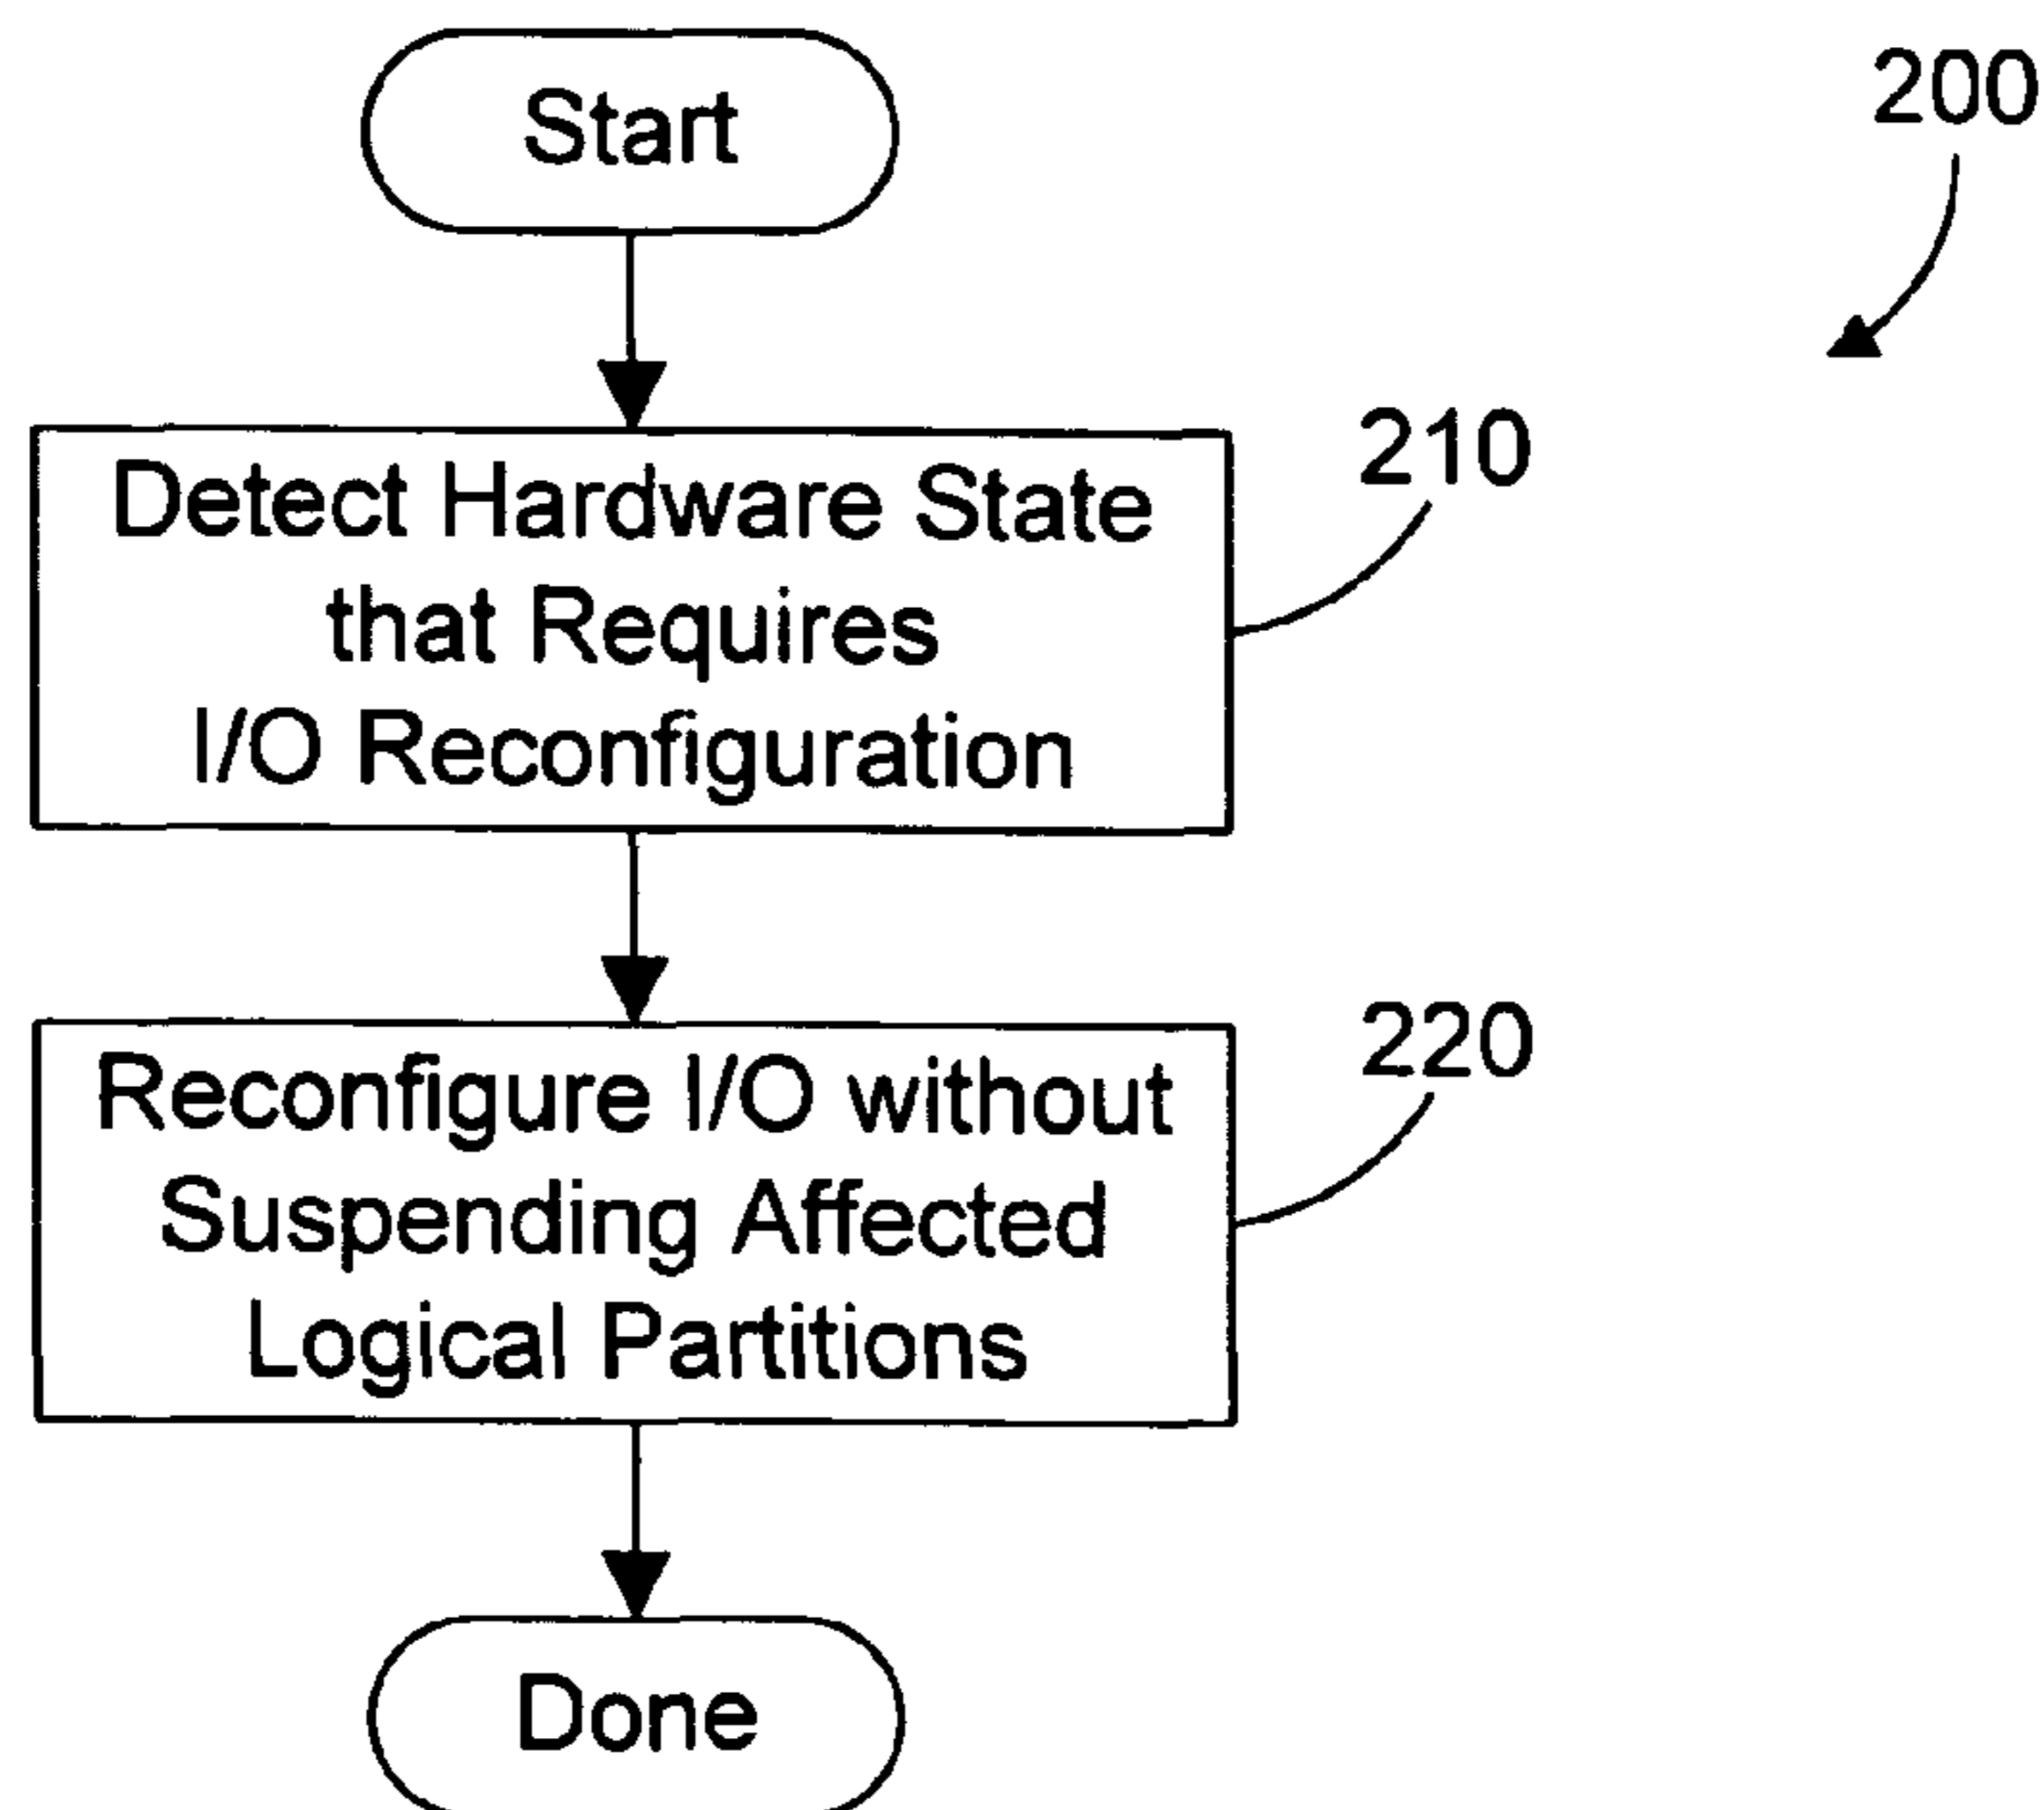 Start
200
Detect Hardware State
that Requires
I/O Reconfiguration
210
Reconfigure I/O without
Suspending Affected
Logical Partitions
220
Done